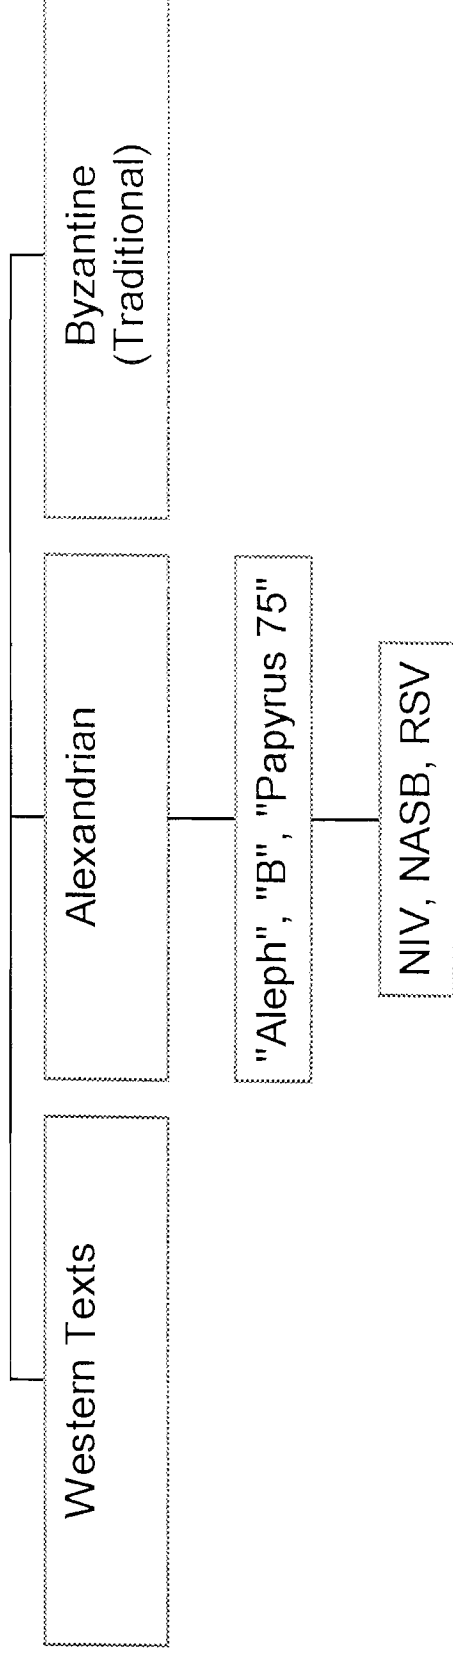 Western Texts
Alexandrian
Byzantine
(Traditional)
"Aleph", "B", "Papyrus 75"
NIV, NASB, RSV